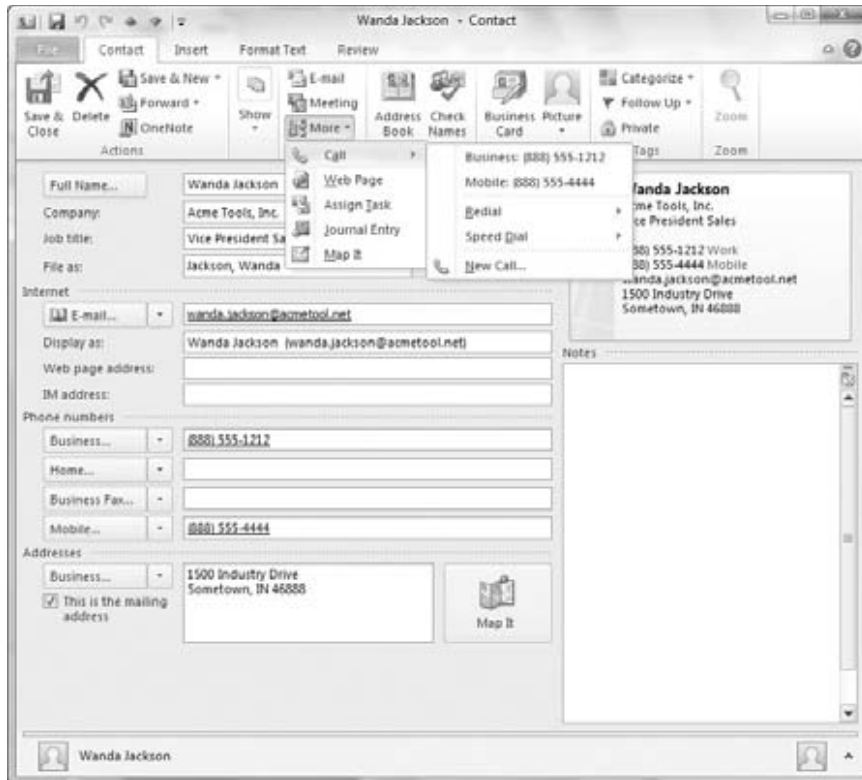 Wanda Jackson - Contact
File Contact Insert Format Text Review
Save & Close
Delete
Save & New
Forward
OneNote
Actions
Show
E-mail
Meeting
More
Address Book
Check Names
Business Card
Picture
Categorize
Follow Up
Private
Tags
Zoom
Zoom
Call
Web Page
Assign Task
Journal Entry
Map It
Business: (888) 555-1212
Mobile: (888) 555-4444
Redial
Speed Dial
New Call...
Full Name... Wanda Jackson
Company: Acme Tools, Inc.
Job title: Vice President Sa
File as: Jackson, Wanda
Internet
E-mail... wanda.jackson@acmetool.net
Display as: Wanda Jackson (wanda.jackson@acmetool.net)
Web page address:
IM address:
Phone numbers
Business... (888) 555-1212
Home...
Business Fax...
Mobile... (888) 555-4444
Addresses
Business... 1500 Industry Drive
Sometown, IN 46888
This is the mailing
address
Map It
Wanda Jackson
cme Tools, Inc.
ce President Sales
88) 555-1212 Work
88) 555-4444 Mobile
wanda.jackson@acmetool.net
1500 Industry Drive
Sometown, IN 46888
Notes
Wanda Jackson